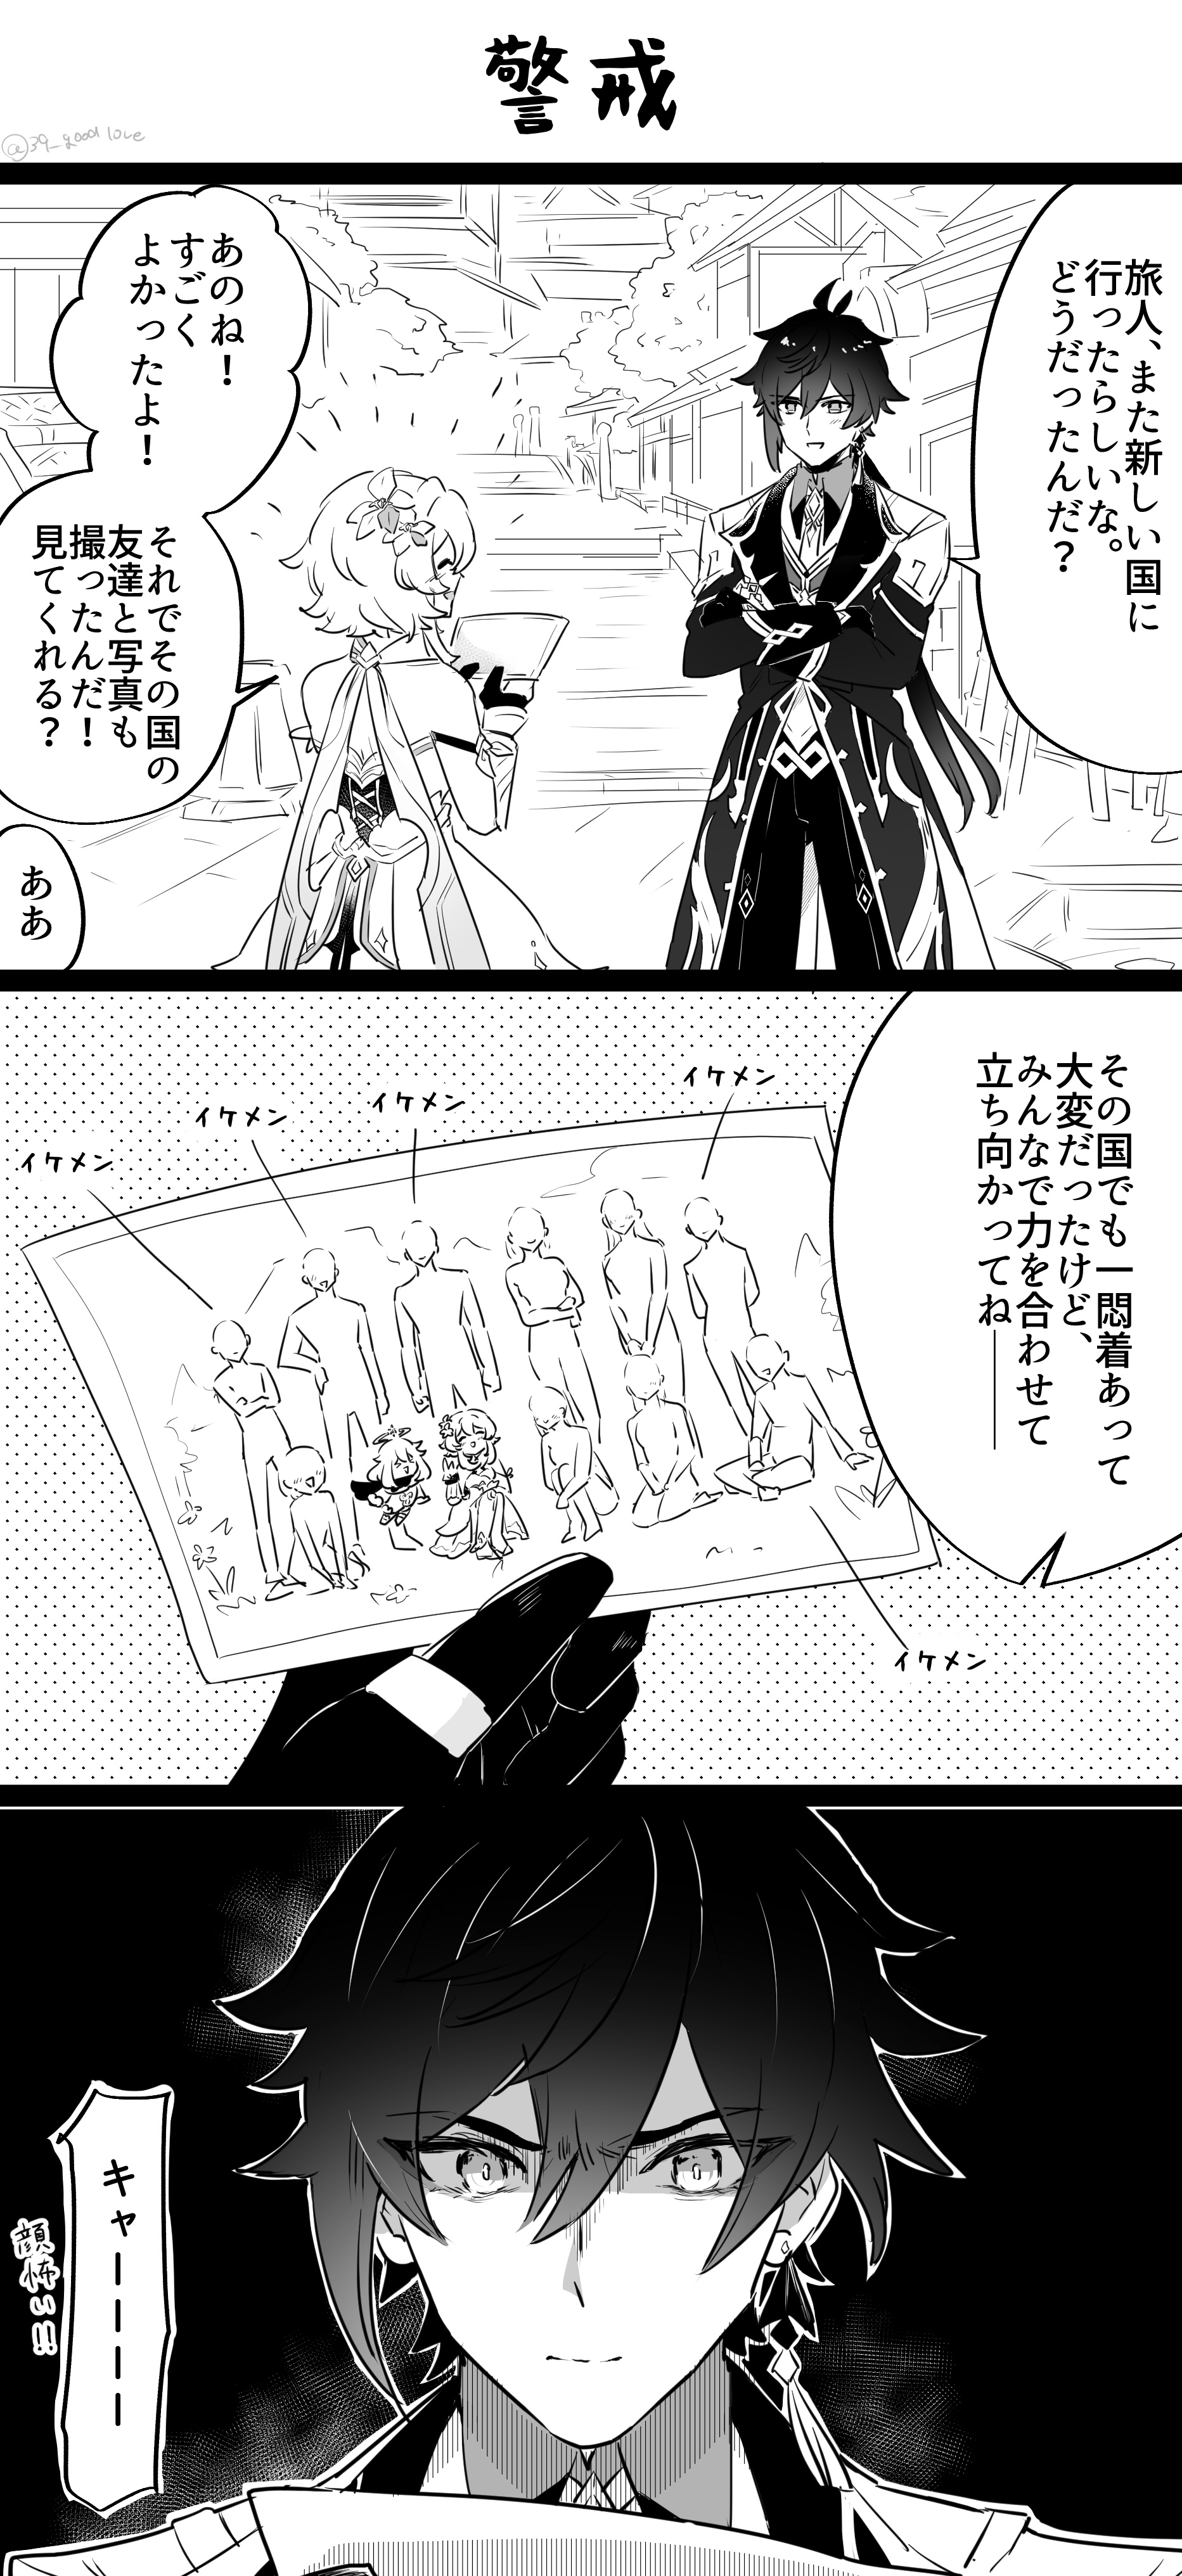 警戒
@39_good love
旅人、また新しい国に
行ったらしいな。
どうだったんだ？
あのね！
すごく
よかったよ！
それでその国の
友達と写真も
撮ったんだ！
見てくれる？
ああ
その国でも一悶着あって
大変だったけど、
みんなで力を合わせて
立ち向かってね――
イケメン
イケメン
イケメン
イケメン
イケメン
キャーーーー
顔怖い!!